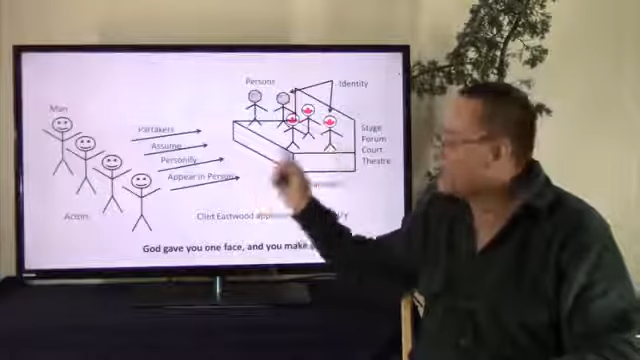 Persons
Identity
Man
Partakers
Assume
Personify
Appear in Person
Stage
Forum
Court
Theatre
Actors
Clint Eastwood
God gave you one face, and you make